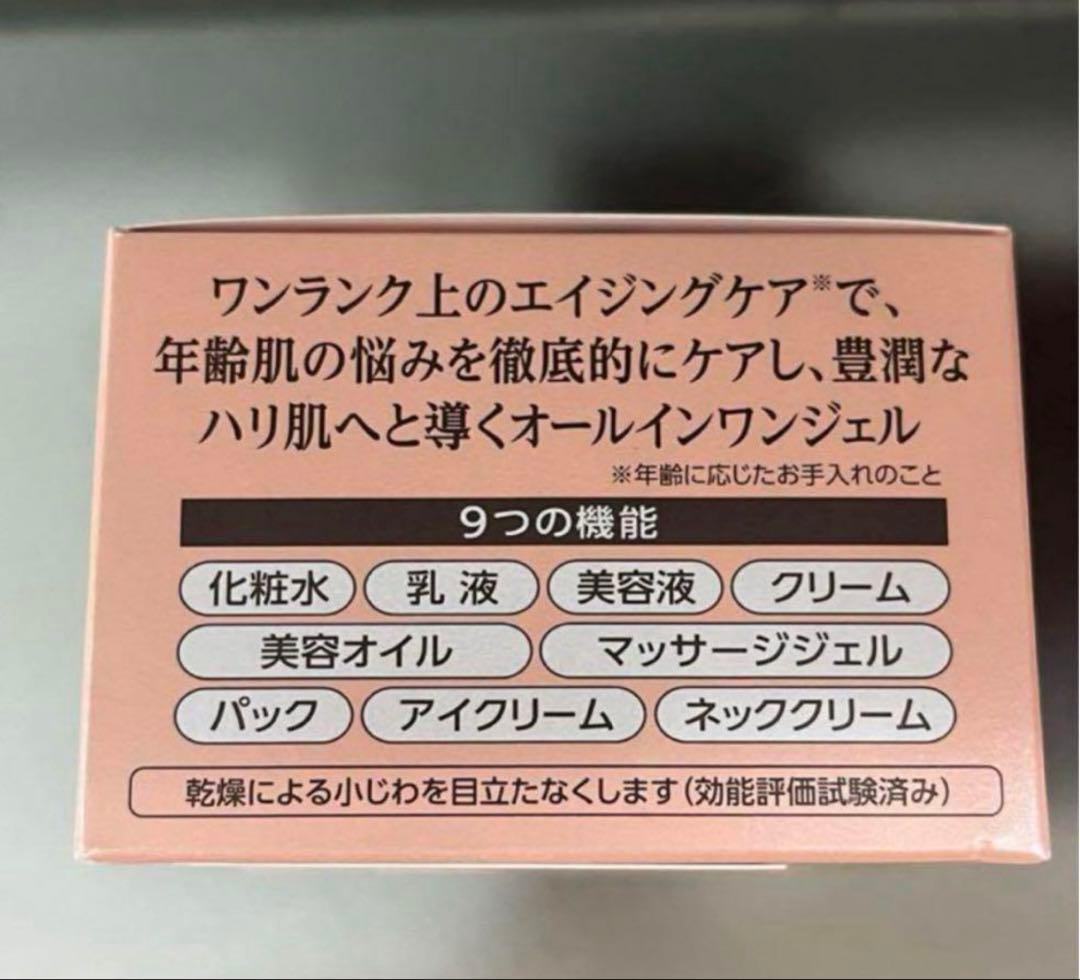 ワンランク上のエイジングケア※で、
年齢肌の悩みを徹底的にケアし、豊潤な
ハリ肌へと導くオールインワンジェル
※年齢に応じたお手入れのこと
9つの機能
化粧水 乳 液 美容液 クリーム
美容オイル マッサージジェル
パック アイクリーム ネッククリーム
乾燥による小じわを目立たなくします(効能評価試験済み)